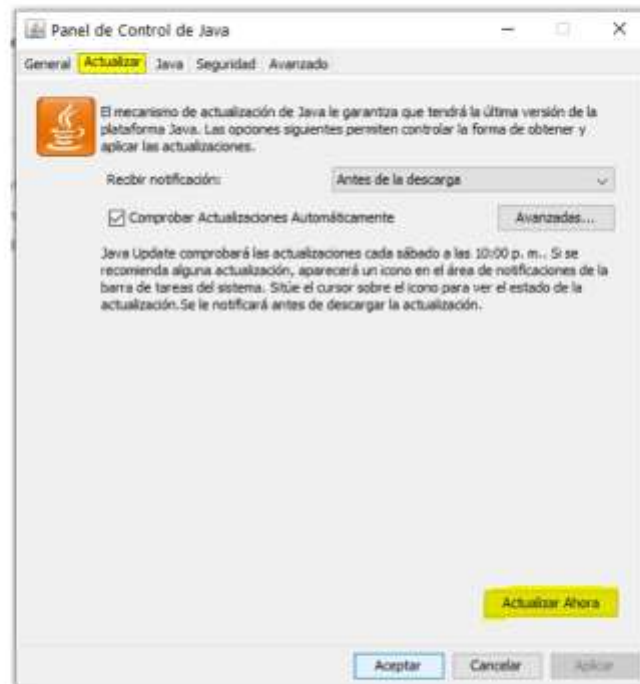 Panel de Control de Java
General Actualizar Java Seguridad Avanzado
El mecanismo de actualización de Java le garantiza que tendrá la última versión de la
plataforma Java. Las opciones siguientes permiten controlar la forma de obtener y
aplicar las actualizaciones.
Recibir notificación: Antes de la descarga
Comprobar Actualizaciones Automáticamente Avanzadas...
Java Update comprobará las actualizaciones cada sábado a las 10:00 p. m.. Si se
recomienda alguna actualización, aparecerá un icono en el área de notificaciones de la
barra de tareas del sistema. Sitúe el cursor sobre el icono para ver el estado de la
actualización.Se le notificará antes de descargar la actualización.
Actualizar Ahora
Aceptar Cancelar Aplicar